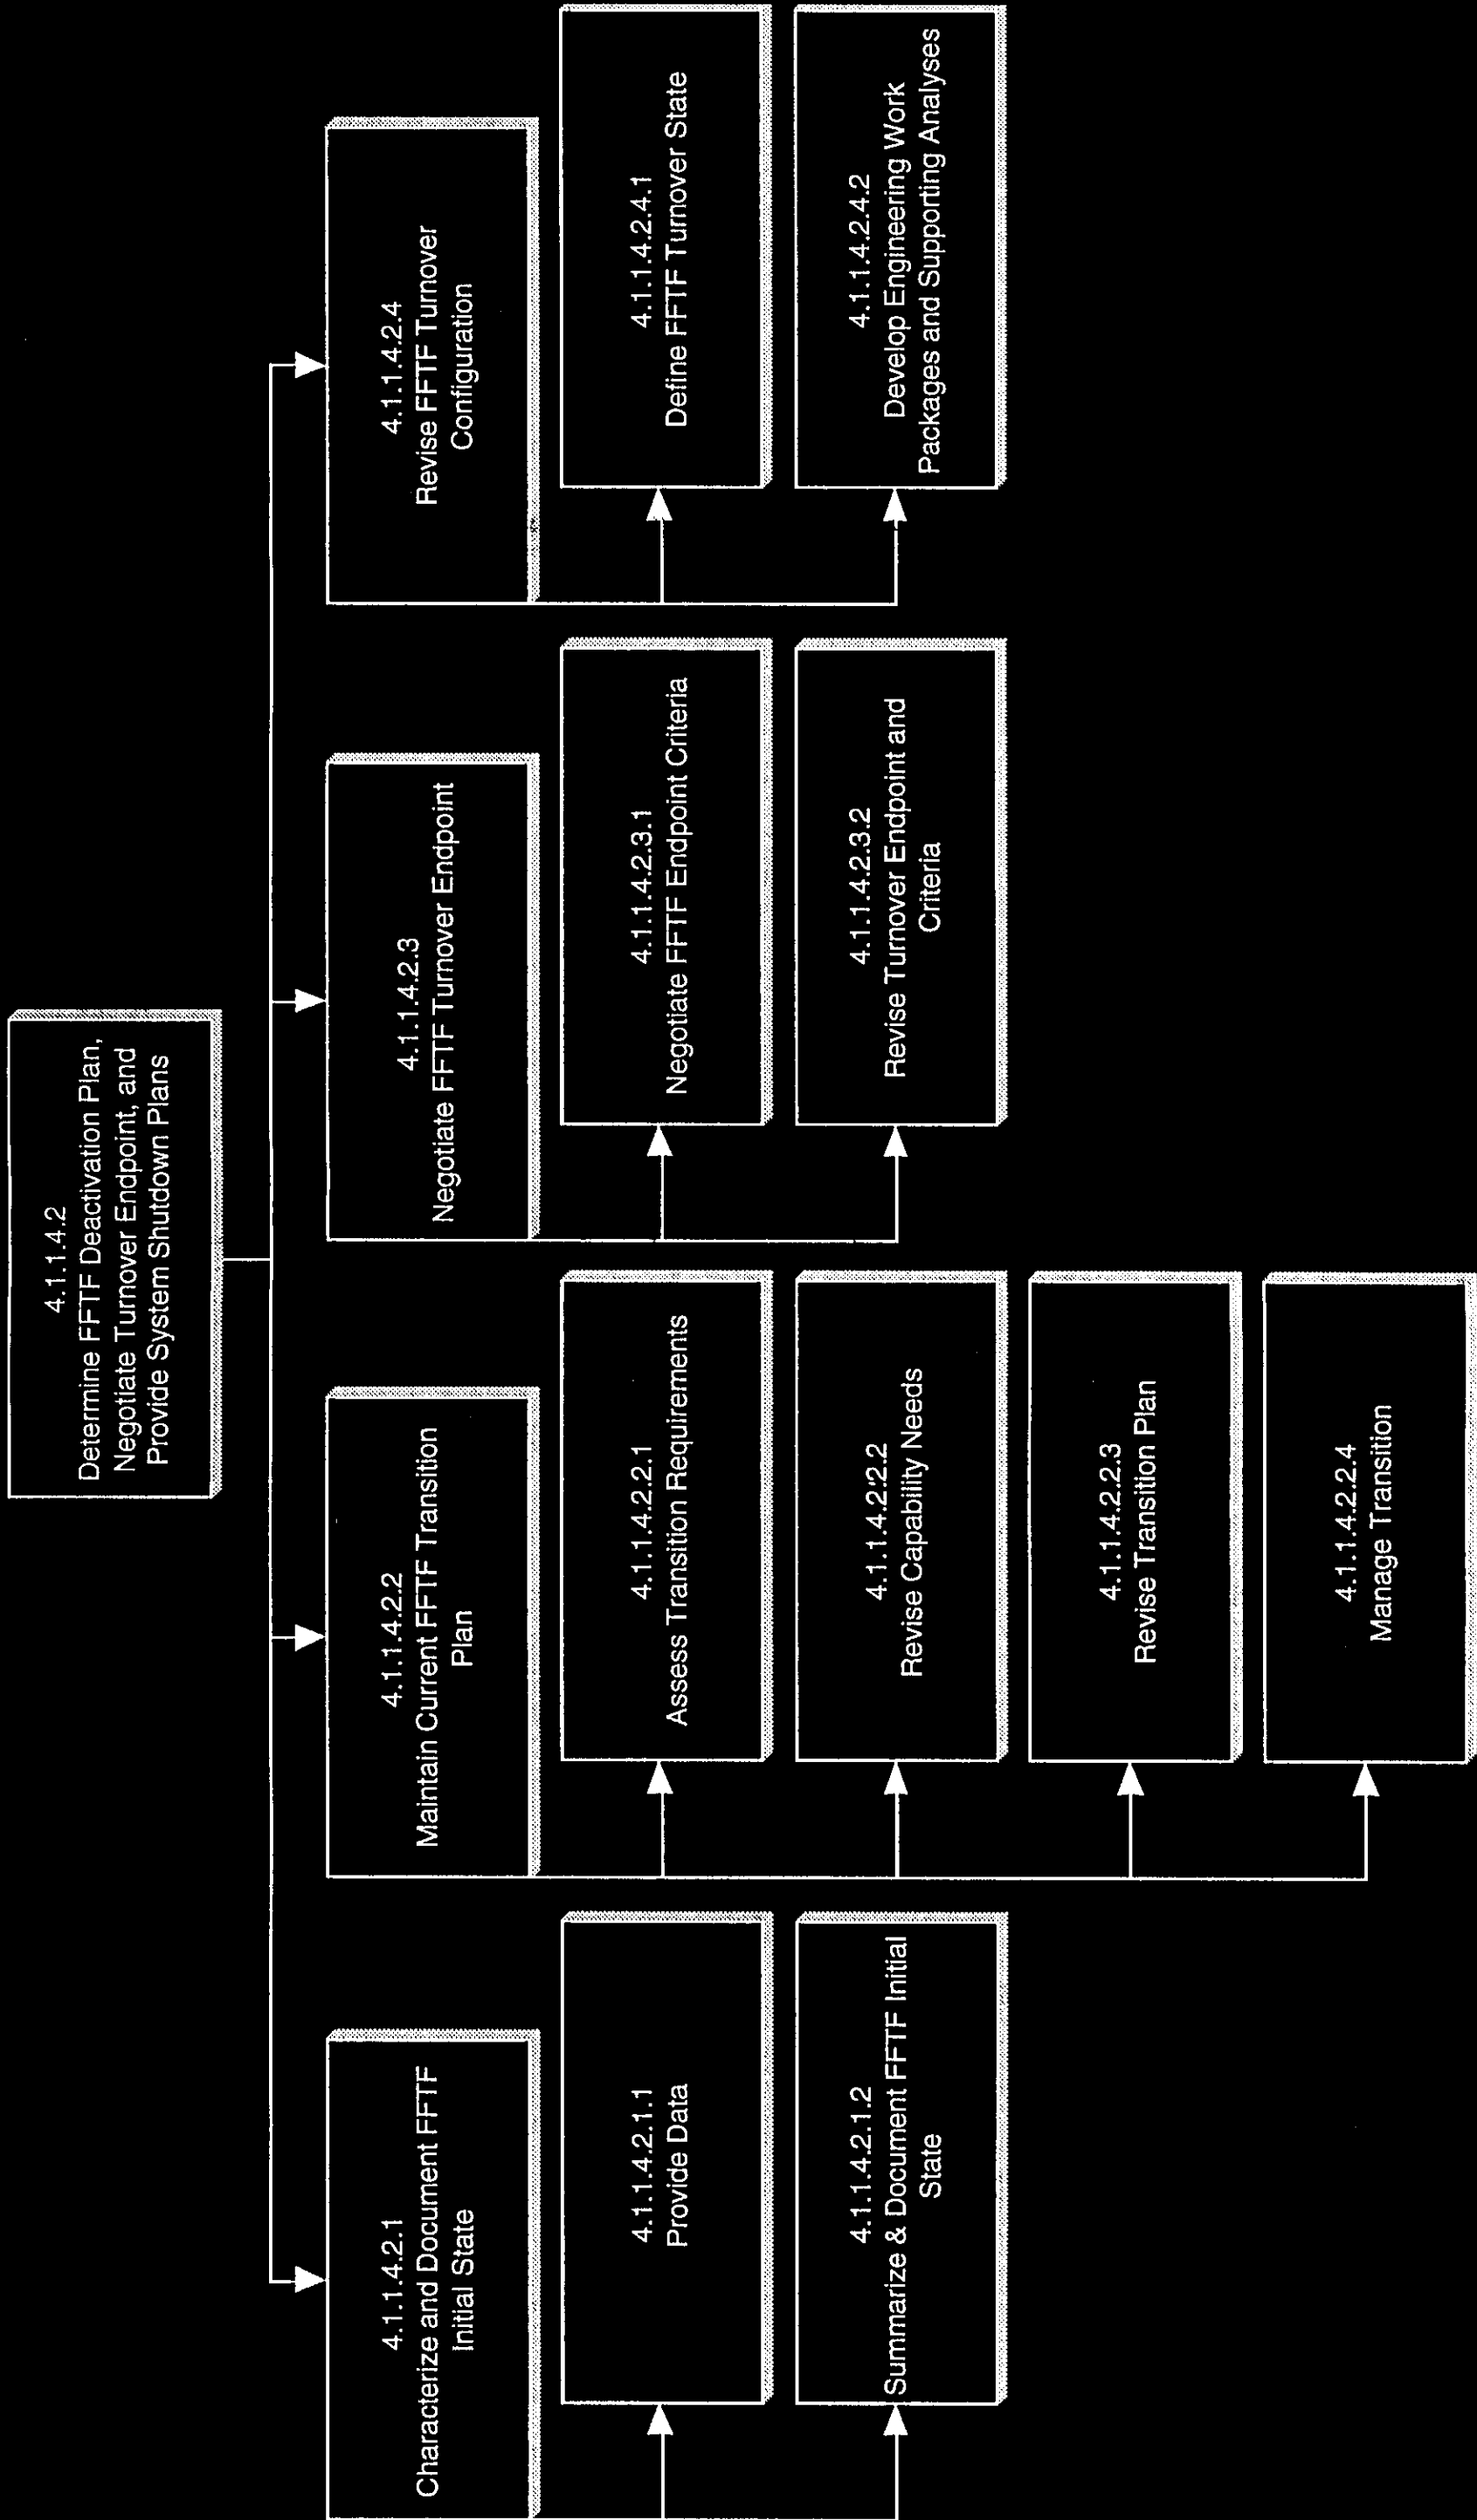 4.1.1.4.2
Determine FFTF Deactivation Plan,
Negotiate Turnover Endpoint, and
Provide System Shutdown Plans
4.1.1.4.2.1
Characterize and Document FFTF
Initial State
4.1.1.4.2.1.1
Provide Data
4.1.1.4.2.1.2
Summarize & Document FFTF Initial
State
4.1.1.4.2.2
Maintain Current FFTF Transition
Plan
4.1.1.4.2.2.1
Assess Transition Requirements
4.1.1.4.2.2.2
Revise Capability Needs
4.1.1.4.2.2.3
Revise Transition Plan
4.1.1.4.2.2.4
Manage Transition
4.1.1.4.2.3
Negotiate FFTF Turnover Endpoint
4.1.1.4.2.3.1
Negotiate FFTF Endpoint Criteria
4.1.1.4.2.3.2
Revise Turnover Endpoint and
Criteria
4.1.1.4.2.4
Revise FFTF Turnover
Configuration
4.1.1.4.2.4.1
Define FFTF Turnover State
4.1.1.4.2.4.2
Develop Engineering Work
Packages and Supporting Analyses